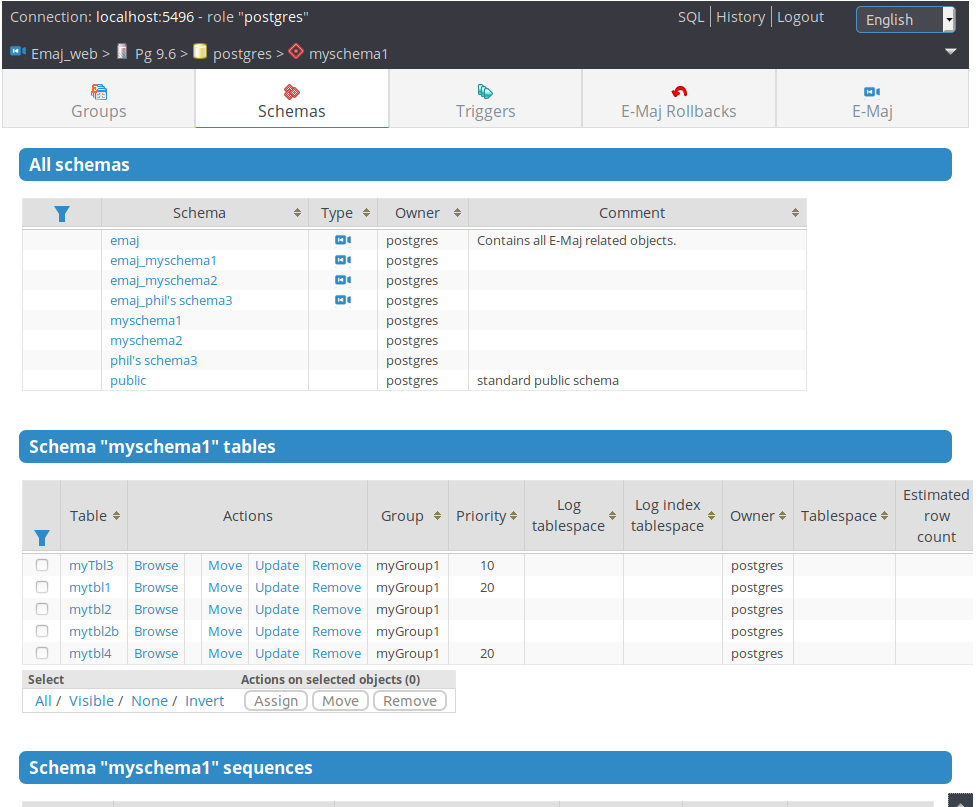 Connection: localhost:5496 - role "postgres"
SQL | History | Logout
English
Emaj_web > Pg 9.6 > postgres > myschema1
Groups
Schemas
Triggers
E-Maj Rollbacks
E-Maj
All schemas
Schema Type Owner Comment
emaj postgres Contains all E-Maj related objects.
emaj_myschema1 postgres
emaj_myschema2 postgres
emaj_phil's schema3 postgres
myschema1 postgres
myschema2 postgres
phil's schema3 postgres
public postgres standard public schema
Schema "myschema1" tables
Table Actions Group Priority Log tablespace Log index tablespace Owner Tablespace Estimated row count
myTbl3 Browse Move Update Remove myGroup1 10 postgres
mytbl1 Browse Move Update Remove myGroup1 20 postgres
mytbl2 Browse Move Update Remove myGroup1 postgres
mytbl2b Browse Move Update Remove myGroup1 postgres
mytbl4 Browse Move Update Remove myGroup1 20 postgres
Select Actions on selected objects (0)
All / Visible / None / Invert Assign Move Remove
Schema "myschema1" sequences